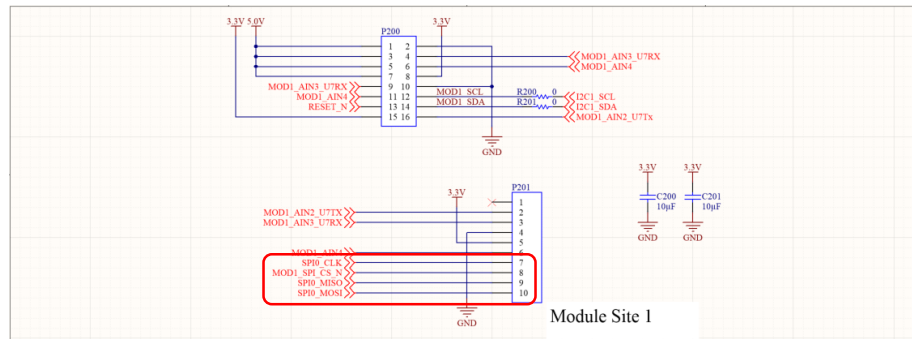 3.3V 5.0V 3.3V
P200
1 2
3 4 MOD1_AIN3_U7RX
5 6 MOD1_AIN4
7 8
MOD1_AIN3_U7RX 9 10
MOD1_AIN4 11 12 MOD1_SCL R200 0 I2C1_SCL
RESET_N 13 14 MOD1_SDA R201 0 I2C1_SDA
15 16 MOD1_AIN2_U7Tx
GND
3.3V P201
1
MOD1_AIN2_U7TX 2
MOD1_AIN3_U7RX 3
4
5
MOD1_AIN4 6
SPI0_CLK 7
MOD1_SPI_CS_N 8
SPI0_MISO 9
SPI0_MOSI 10
GND
3.3V 3.3V
C200 C201
10µF 10µF
GND GND
Module Site 1